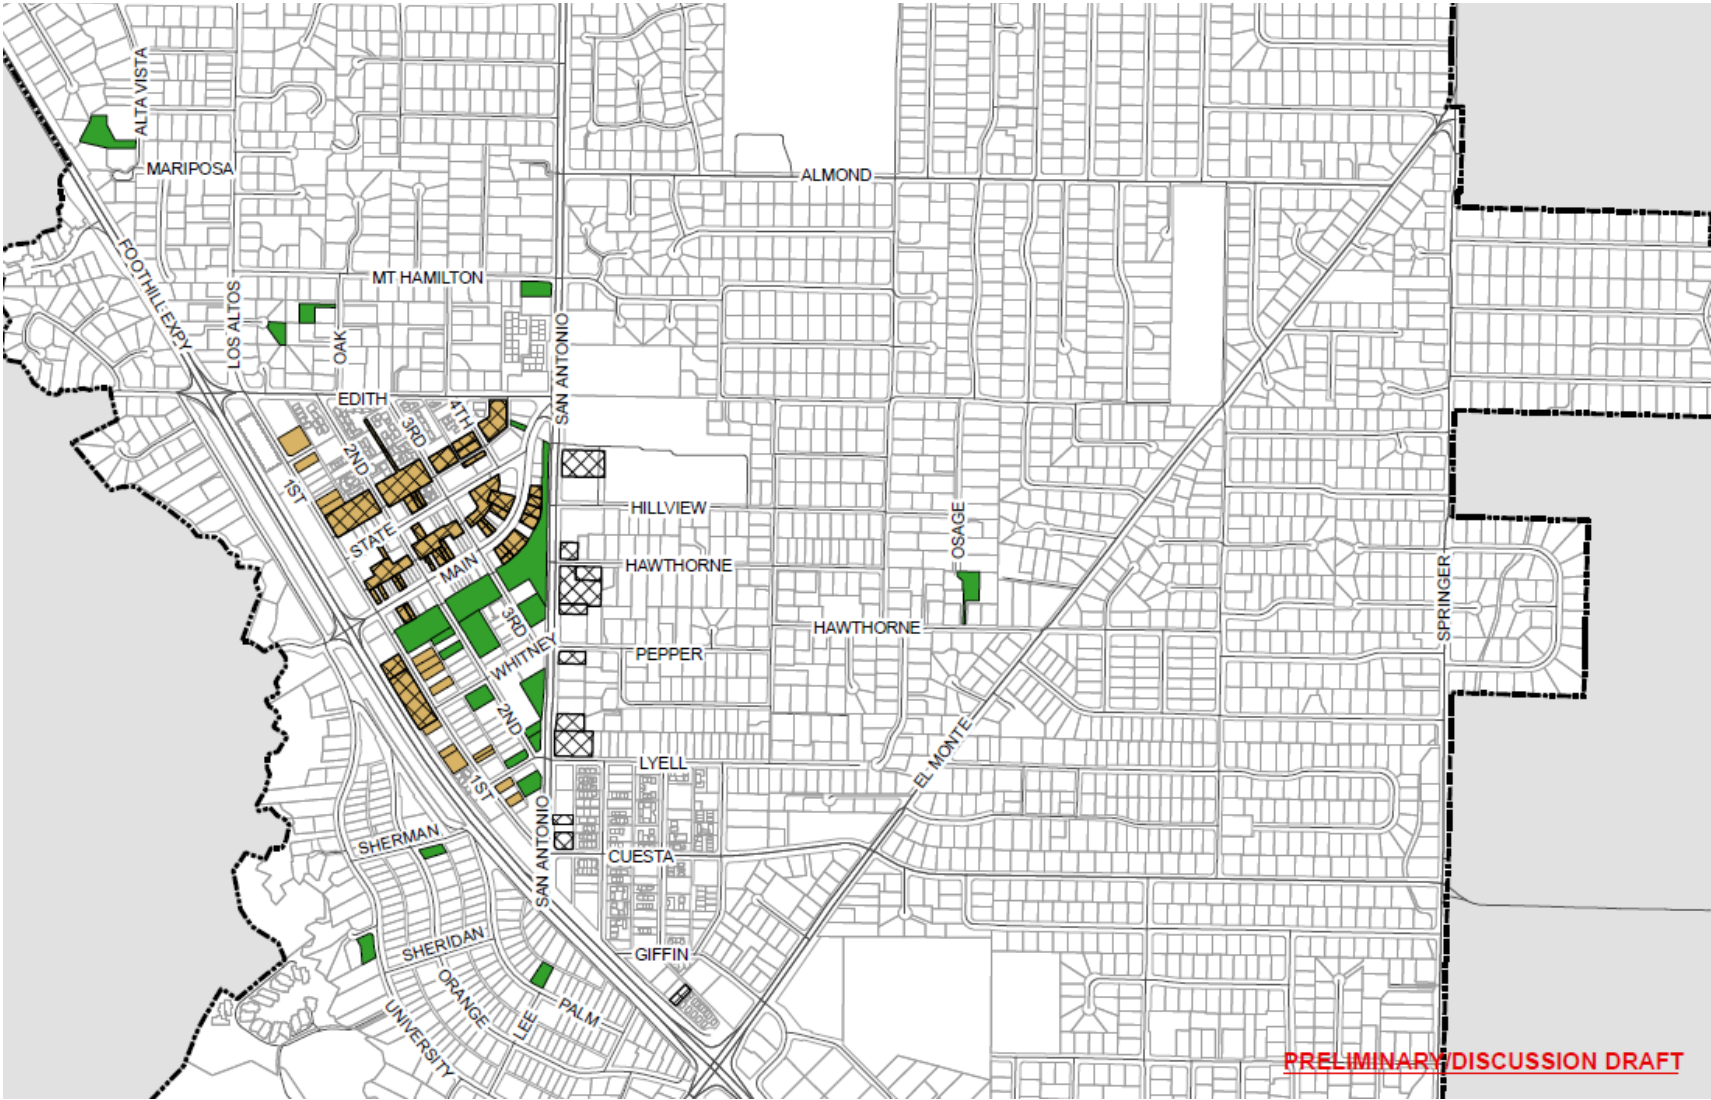 ALTA VISTA
MARIPOSA
ALMOND
FOOTHILL EXPY
MT HAMILTON
LOS ALTOS
OAK
SAN ANTONIO
EDITH
4TH
3RD
2ND
1ST
STATE
HILLVIEW
OSAGE
MAIN
HAWTHORNE
SPRINGER
3RD
HAWTHORNE
WHITNEY
PEPPER
2ND
EL MONTE
LYELL
1ST
SHERMAN
SAN ANTONIO
CUESTA
SHERIDAN
GIFFIN
ORANGE
PALM
LEE
UNIVERSITY
PRELIMINARY/DISCUSSION DRAFT